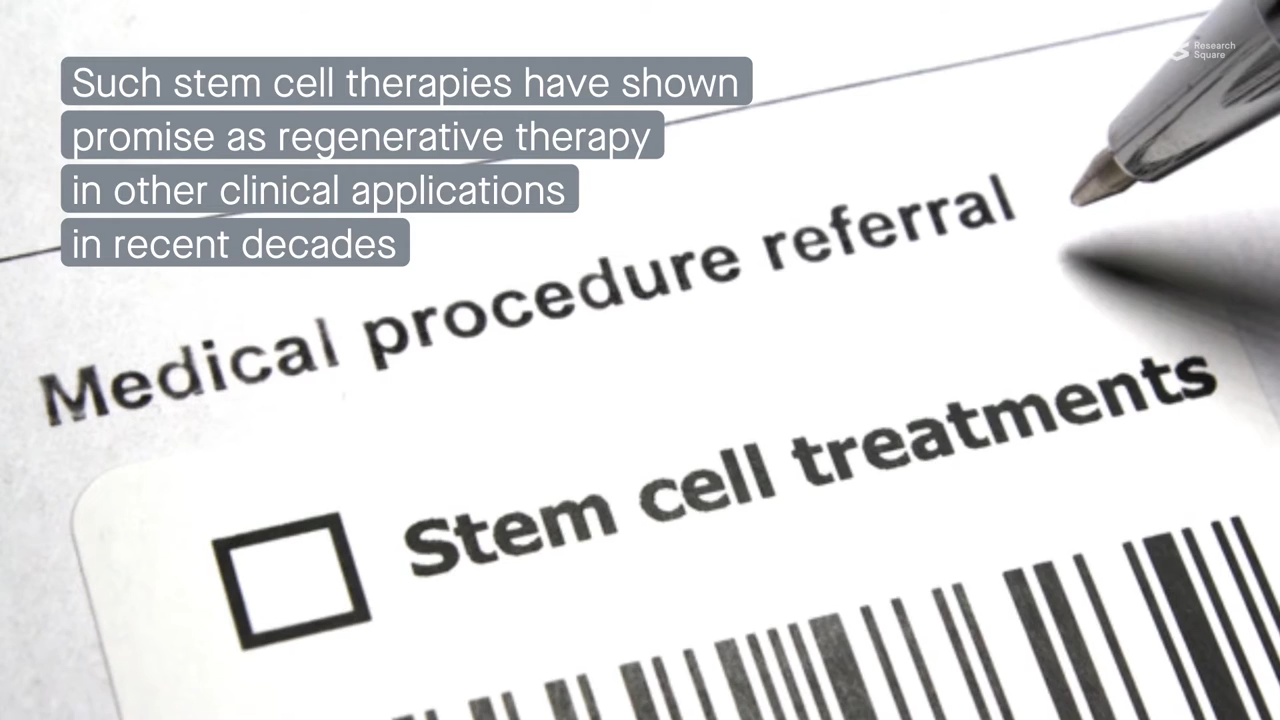 Such stem cell therapies have shown
promise as regenerative therapy
in other clinical applications
in recent decades
Research
Square
Medical procedure referral
Stem cell treatments